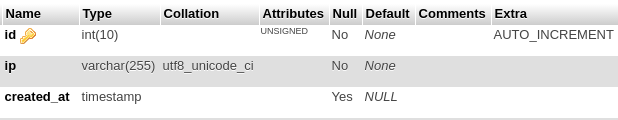 Name Type Collation Attributes Null Default Comments Extra
id int(10) UNSIGNED No None AUTO_INCREMENT
ip varchar(255) utf8_unicode_ci No None
created_at timestamp Yes NULL